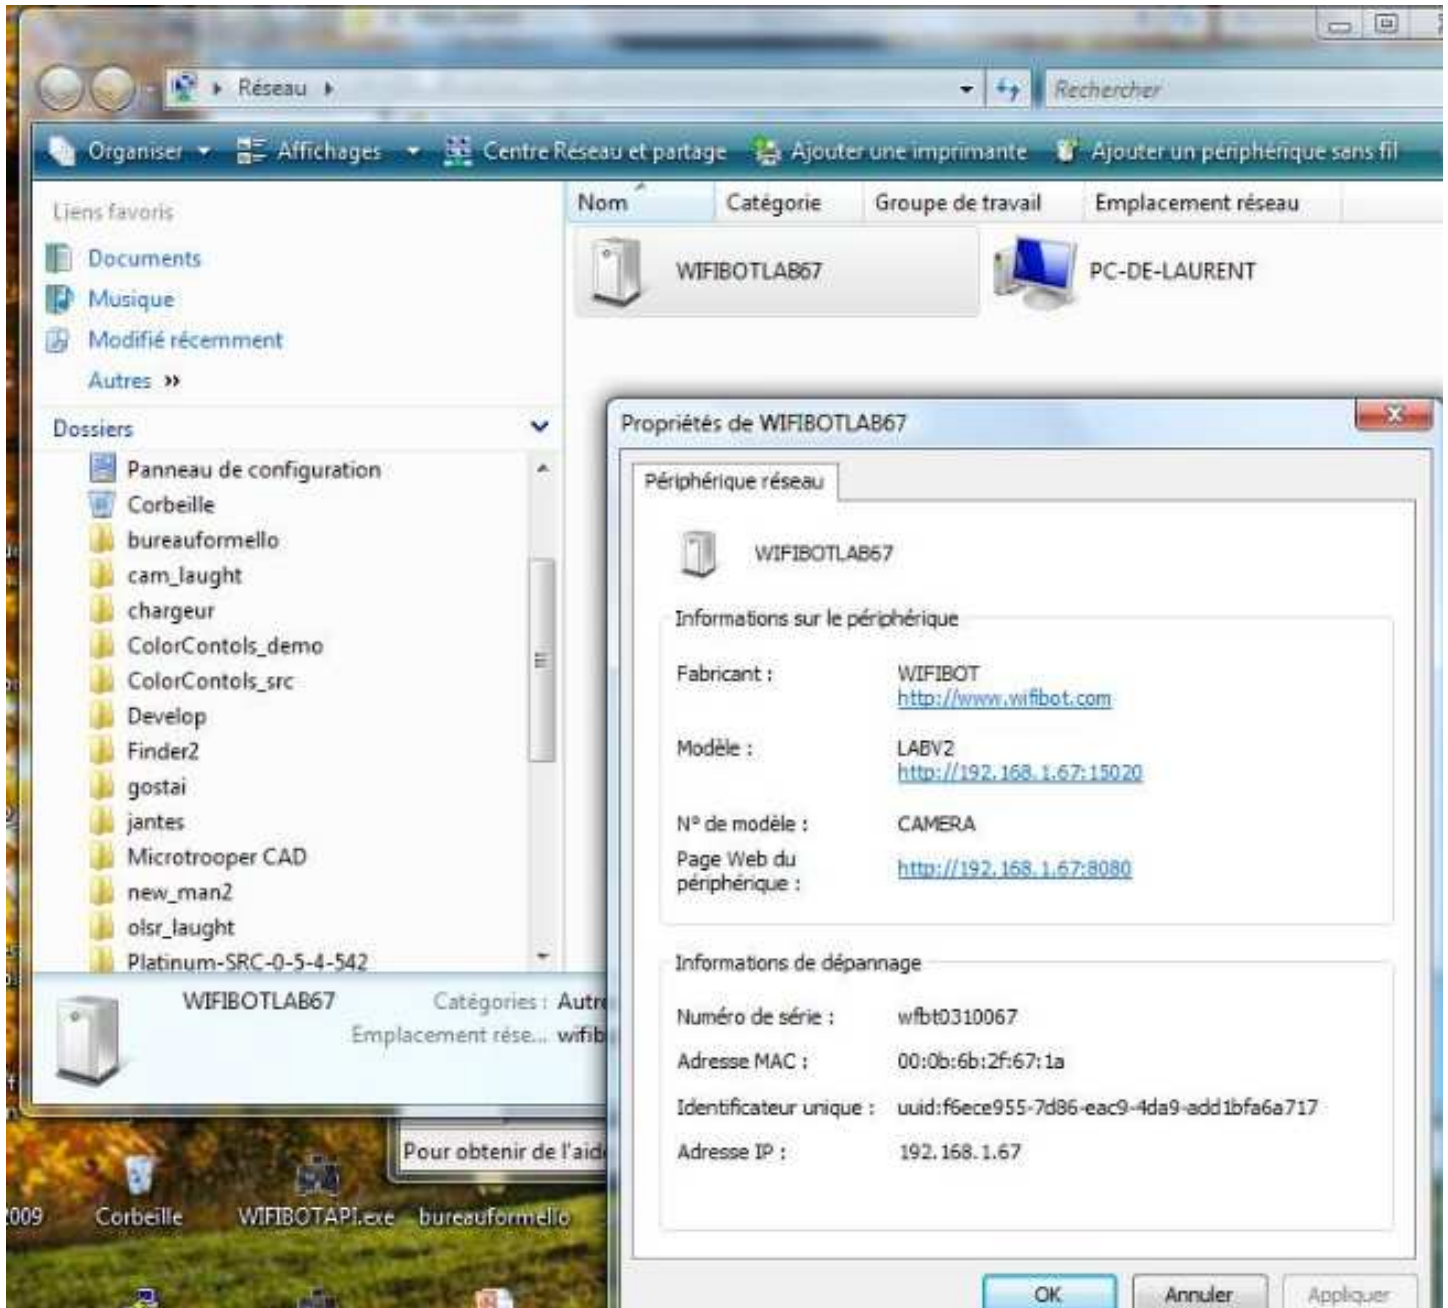 Réseau
Rechercher
Organiser
Affichages
Centre Réseau et partage
Ajouter une imprimante
Ajouter un périphérique sans fil
Liens favoris
Nom
Catégorie
Groupe de travail
Emplacement réseau
Documents
Musique
Modifié récemment
Autres »
WIFIBOTLAB67
PC-DE-LAURENT
Dossiers
Panneau de configuration
Corbeille
bureauformello
cam_laught
chargeur
ColorContols_demo
ColorContols_src
Develop
Finder2
gostai
jantes
Microtrooper CAD
new_man2
olsr_laught
Platinum-SRC-0-5-4-542
WIFIBOTLAB67
Catégories : Autre
Emplacement rése... wifib
Propriétés de WIFIBOTLAB67
Périphérique réseau
WIFIBOTLAB67
Informations sur le périphérique
Fabricant : WIFIBOT
http://www.wifibot.com
Modèle : LABV2
http://192.168.1.67:15020
N° de modèle : CAMERA
Page Web du
périphérique : http://192.168.1.67:8080
Informations de dépannage
Numéro de série : wfbt0310067
Adresse MAC : 00:0b:6b:2f:67:1a
Identificateur unique : uuid:f6ece955-7d86-eac9-4da9-add1bfa6a717
Adresse IP : 192.168.1.67
OK
Annuler
Appliquer
Pour obtenir de l'aid
2009
Corbeille
WIFIBOTAPI.exe
bureauformello